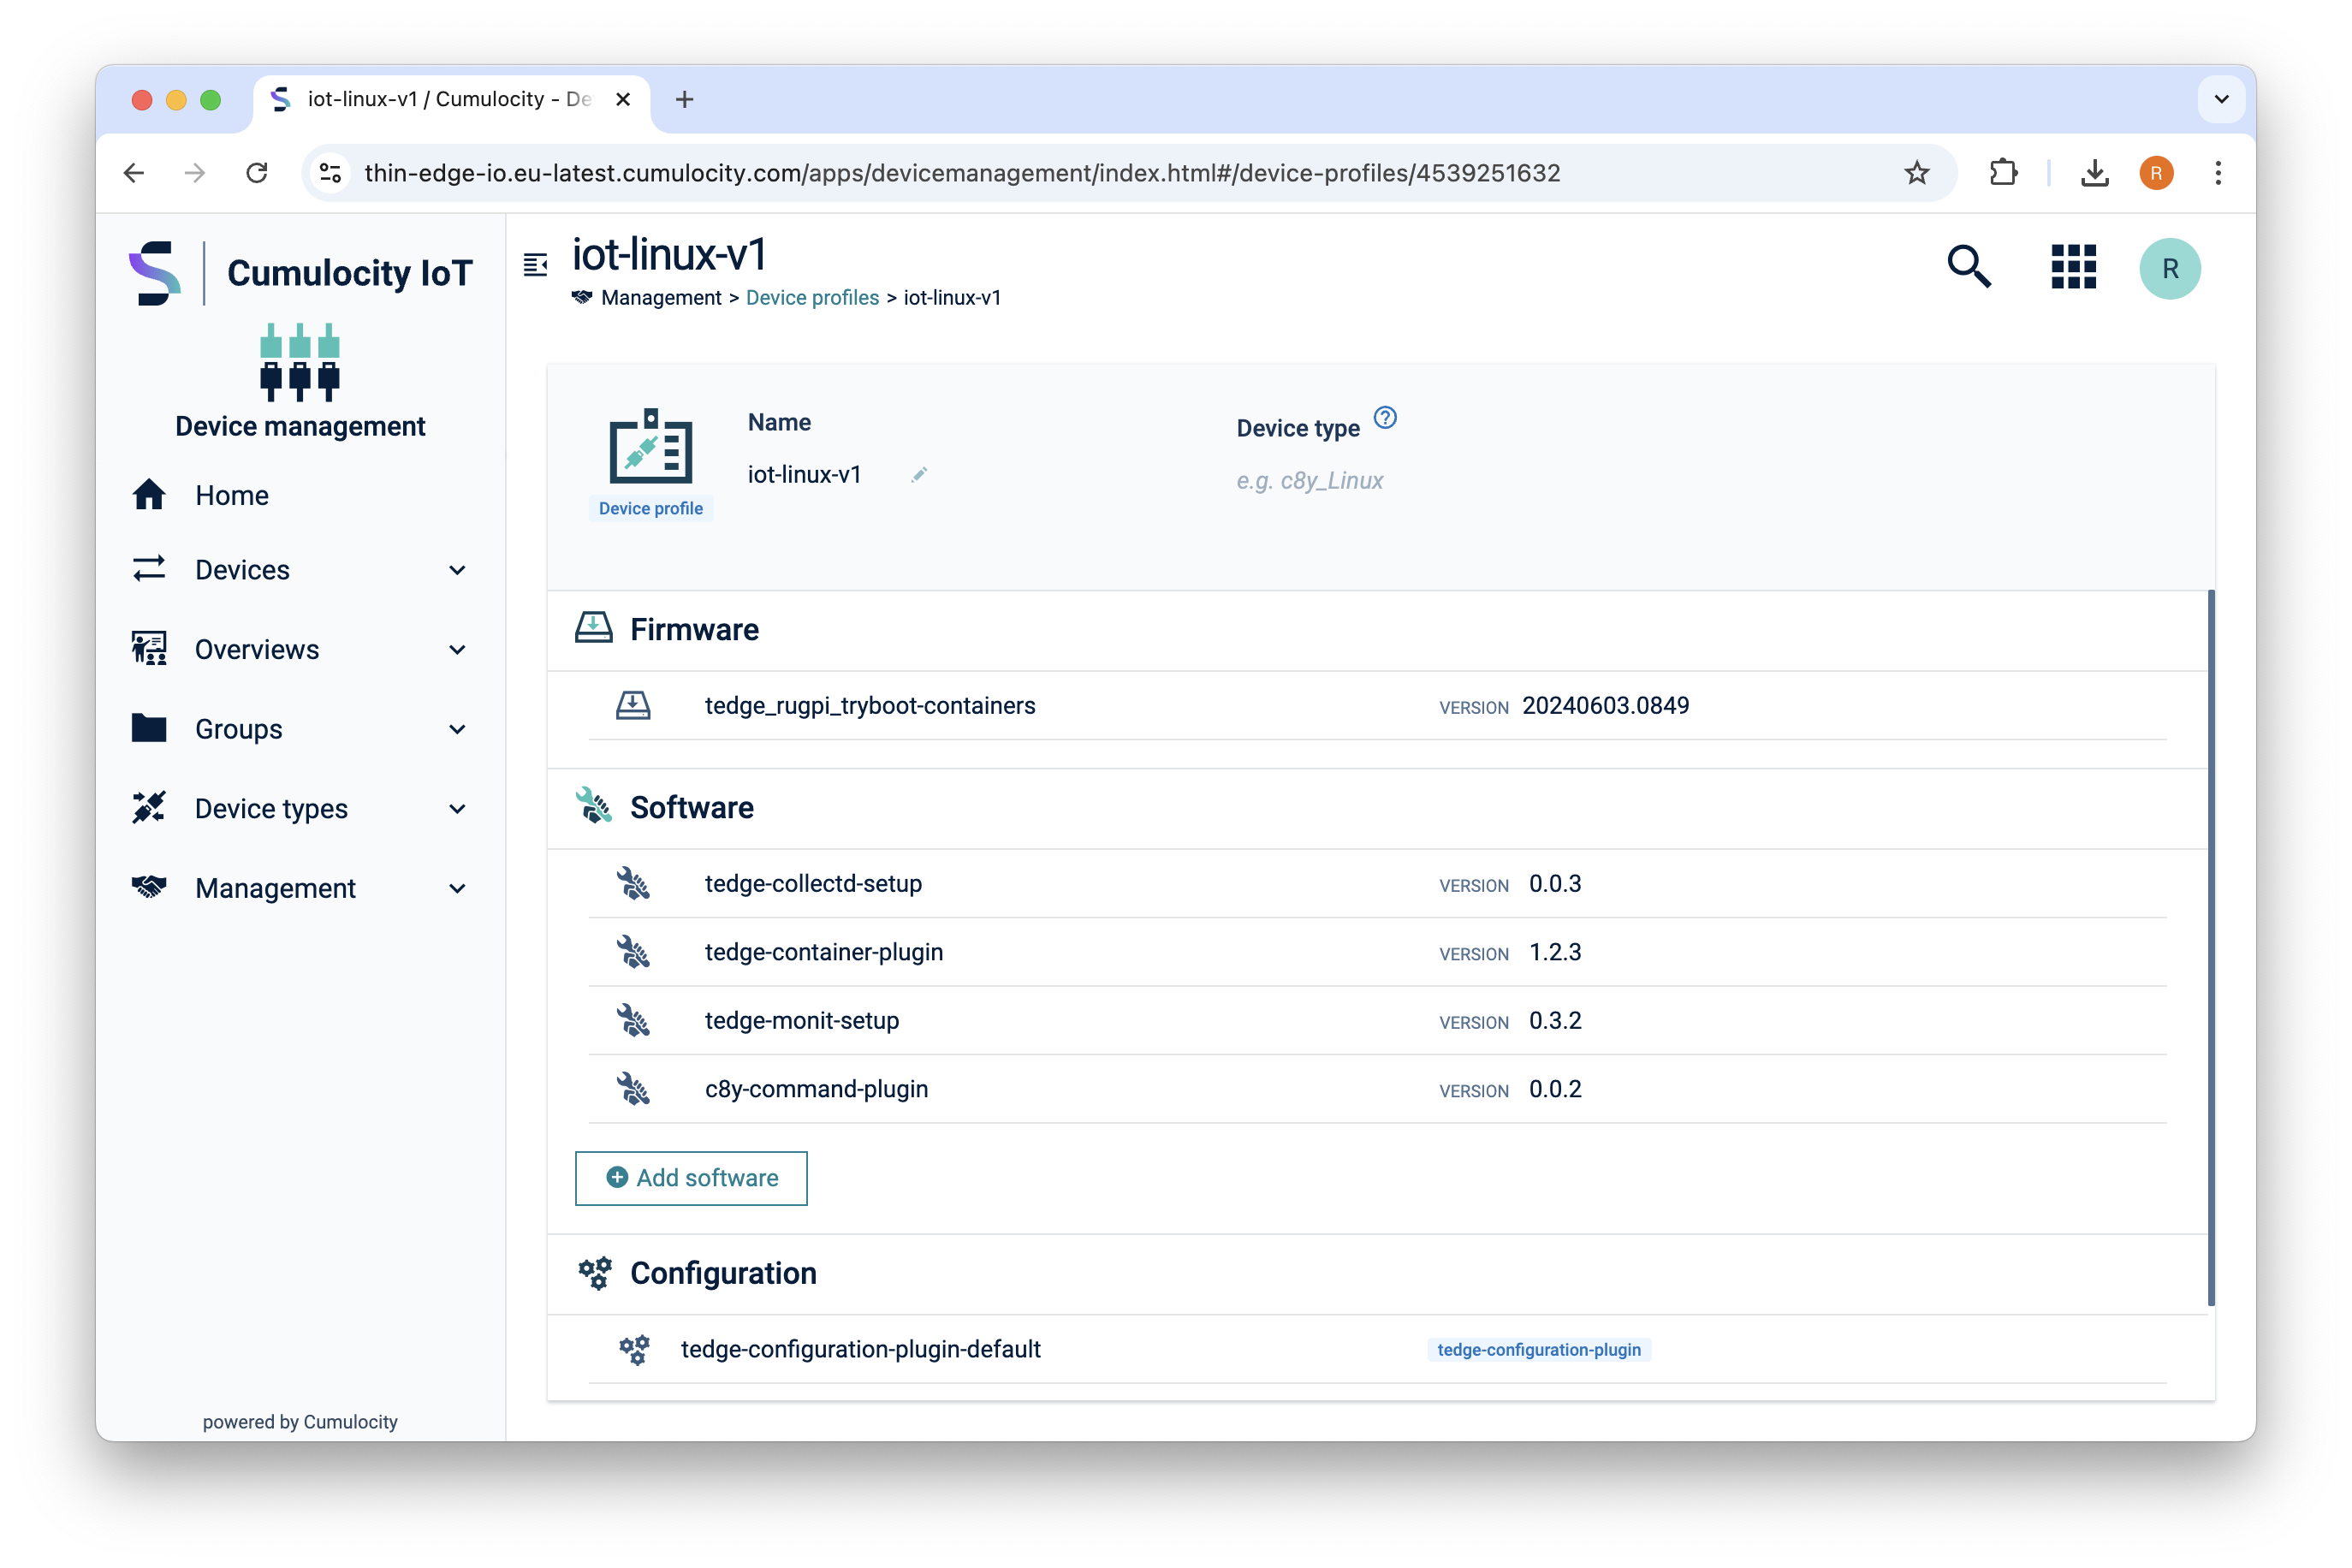 iot-linux-v1 / Cumulocity - De
thin-edge-io.eu-latest.cumulocity.com/apps/devicemanagement/index.html#/device-profiles/4539251632
R
Cumulocity IoT
Device management
Home
Devices
Overviews
Groups
Device types
Management
powered by Cumulocity
iot-linux-v1
Management > Device profiles > iot-linux-v1
R
Device profile
Name
iot-linux-v1
Device type ?
e.g. c8y_Linux
Firmware
tedge_rugpi_tryboot-containers VERSION 20240603.0849
Software
tedge-collectd-setup VERSION 0.0.3
tedge-container-plugin VERSION 1.2.3
tedge-monit-setup VERSION 0.3.2
c8y-command-plugin VERSION 0.0.2
Add software
Configuration
tedge-configuration-plugin-default tedge-configuration-plugin